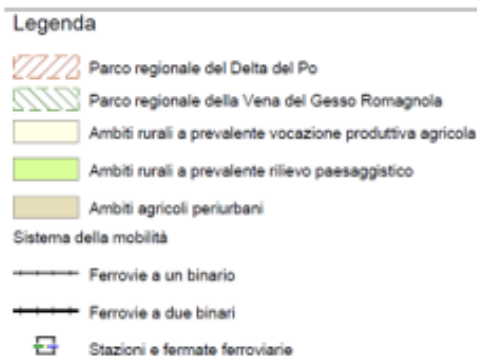 Legenda
Parco regionale del Delta del Po
Parco regionale della Vena del Gesso Romagnola
Ambiti rurali a prevalente vocazione produttiva agricola
Ambiti rurali a prevalente rilievo paesaggistico
Ambiti agricoli periurbani
Sistema della mobilità
Ferrovie a un binario
Ferrovie a due binari
Stazioni e fermate ferroviarie